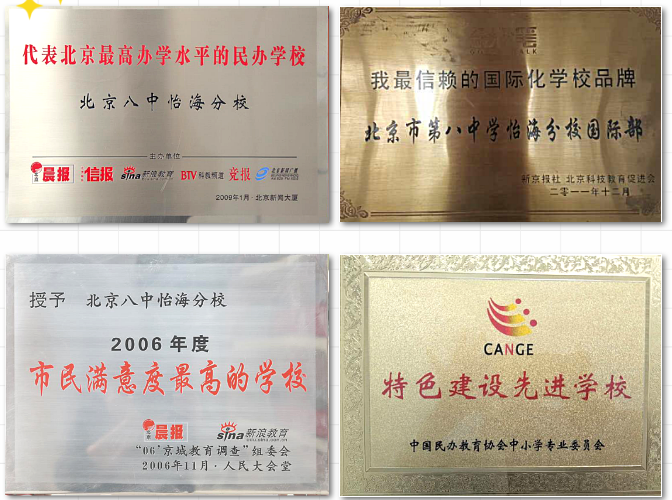 代表北京最高办学水平的民办学校
北京八中怡海分校
主办单位
晨报 信报 sina新浪教育 BTV科教频道 竞报
2009年1月·北京新闻大厦
我最信赖的国际化学校品牌
北京市第八中学怡海分校国际部
新京报社 北京科技教育促进会
二零一一年十二月
授予 北京八中怡海分校
2006年度
市民满意度最高的学校
晨报 sina新浪教育
“06'京城教育调查”组委会
2006年11月·人民大会堂
CANGE
特色建设先进学校
中国民办教育协会中小学专业委员会